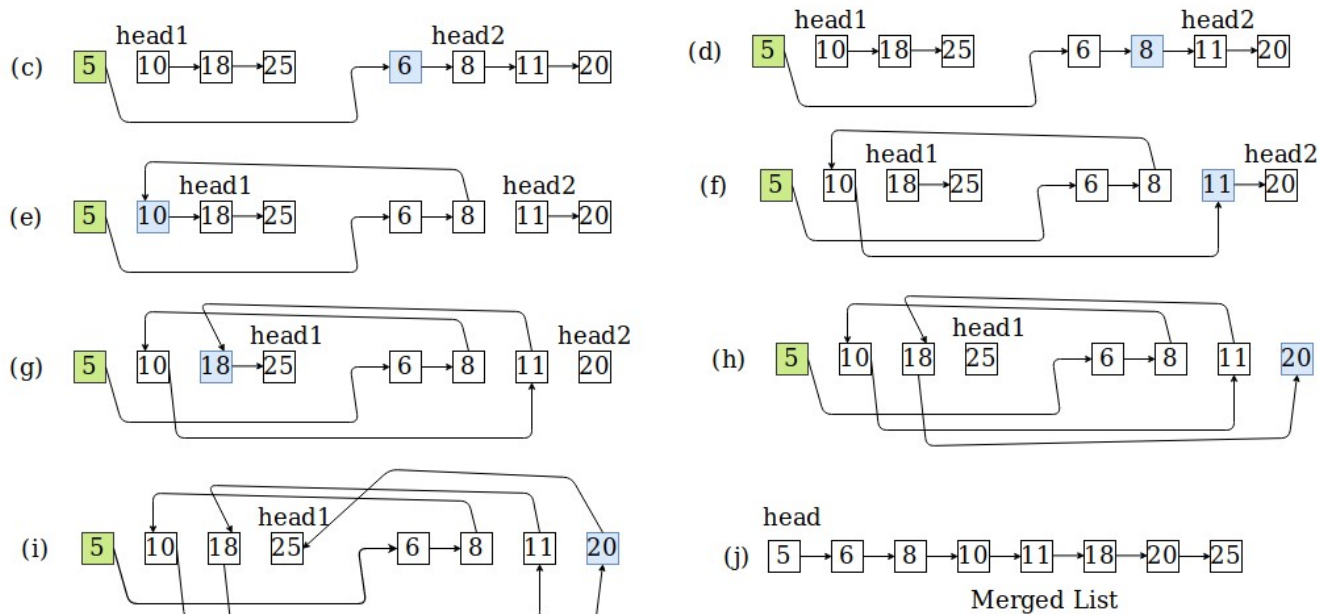 head1 head2
(c) 5 10 18 25 6 8 11 20
head1 head2
(d) 5 10 18 25 6 8 11 20
head1 head2
(e) 5 10 18 25 6 8 11 20
head1 head2
(f) 5 10 18 25 6 8 11 20
head1 head2
(g) 5 10 18 25 6 8 11 20
head1
(h) 5 10 18 25 6 8 11 20
head1
(i) 5 10 18 25 6 8 11 20
head
(j) 5 6 8 10 11 18 20 25
Merged List